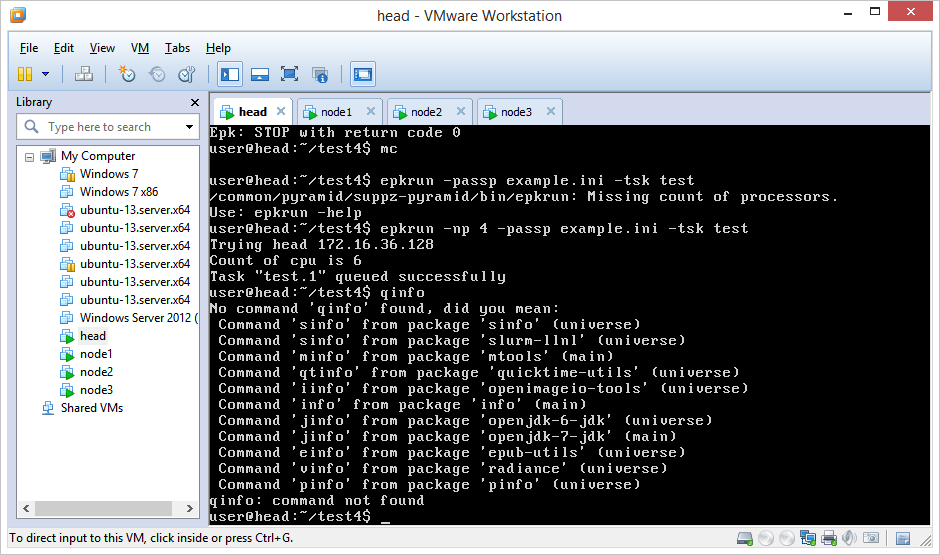 head - VMware Workstation
File Edit View VM Tabs Help
Library
Type here to search
My Computer
Windows 7
Windows 7 x86
ubuntu-13.server.x64
ubuntu-13.server.x64
ubuntu-13.server.x64
ubuntu-13.server.x64
ubuntu-13.server.x64
ubuntu-13.server.x64
Windows Server 2012 (
head
node1
node2
node3
Shared VMs
head node1 node2 node3
Epk: STOP with return code 0
user@head:~/test4$ mc
user@head:~/test4$ epkrun -passp example.ini -tsk test
/common/pyramid/suppz-pyramid/bin/epkrun: Missing count of processors.
Use: epkrun -help
user@head:~/test4$ epkrun -np 4 -passp example.ini -tsk test
Trying head 172.16.36.128
Count of cpu is 6
Task "test.1" queued successfully
user@head:~/test4$ qinfo
No command 'qinfo' found, did you mean:
Command 'sinfo' from package 'sinfo' (universe)
Command 'sinfo' from package 'slurm-llnl' (universe)
Command 'minfo' from package 'mtools' (main)
Command 'qtinfo' from package 'quicktime-utils' (universe)
Command 'iinfo' from package 'openimageio-tools' (universe)
Command 'info' from package 'info' (main)
Command 'jinfo' from package 'openjdk-6-jdk' (universe)
Command 'jinfo' from package 'openjdk-7-jdk' (main)
Command 'einfo' from package 'epub-utils' (universe)
Command 'vinfo' from package 'radiance' (universe)
Command 'pinfo' from package 'pinfo' (universe)
qinfo: command not found
user@head:~/test4$ _
To direct input to this VM, click inside or press Ctrl+G.